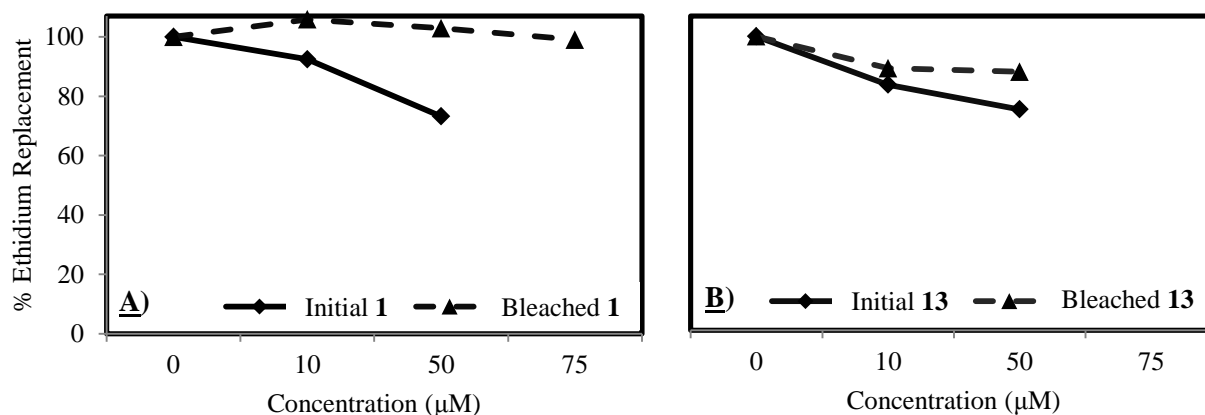 % Ethidium Replacement
100
80
60
40
20
0
A)
Initial 1
Bleached 1
0 10 50 75
Concentration (μM)
B)
Initial 13
Bleached 13
0 10 50 75
Concentration (μM)